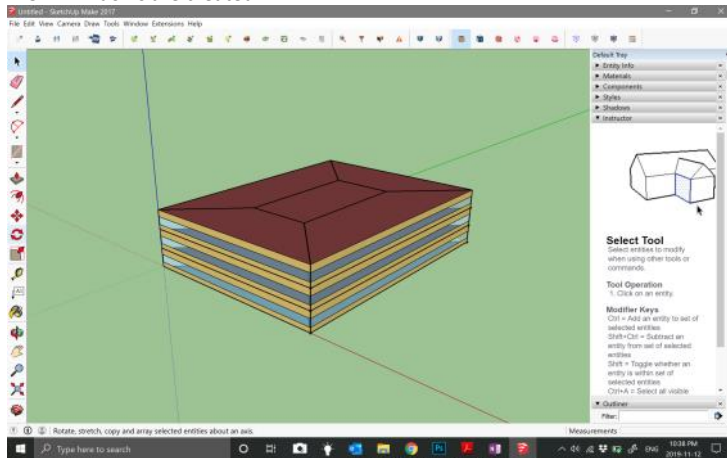 Untitled - SketchUp Make 2017
File Edit View Camera Draw Tools Window Extensions Help
Default Tray
Entity Info
Materials
Components
Styles
Shadows
Instructor
Select Tool
Select entities to modify
when using other tools or
commands.
Tool Operation
1. Click on an entity.
Modifier Keys
Ctrl = Add an entity to set of
selected entities
Shift+Ctrl = Subtract an
entity from set of selected
entities
Shift = Toggle whether an
entity is within set of
selected entities
Ctrl+A = Select all visible
Outliner
Filter:
Rotate, stretch, copy and array selected entities about an axis.
Measurements
Type here to search
ENG
10:38 PM
2019-11-12